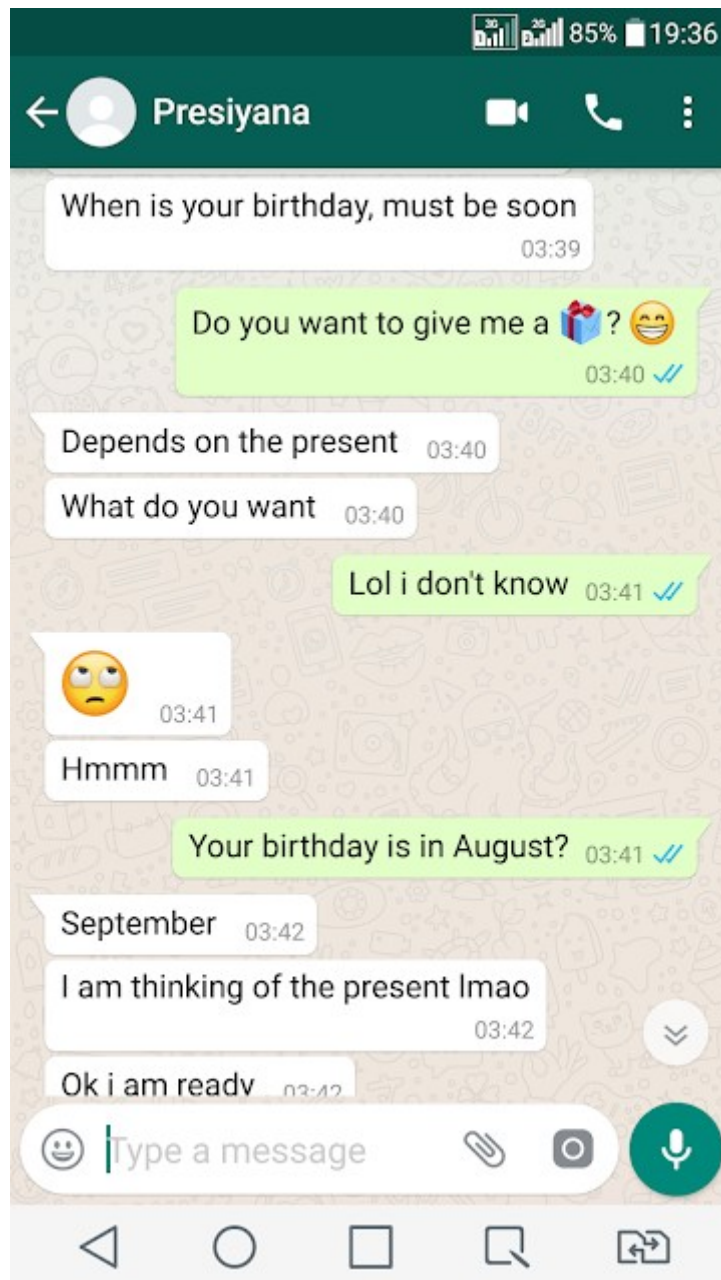 85% 19:36
Presiyana
When is your birthday, must be soon
03:39
Do you want to give me a 🎁? 😁
03:40
Depends on the present 03:40
What do you want 03:40
Lol i don't know 03:41
🙄 03:41
Hmmm 03:41
Your birthday is in August? 03:41
September 03:42
I am thinking of the present lmao
03:42
Ok i am ready 03:42
Type a message